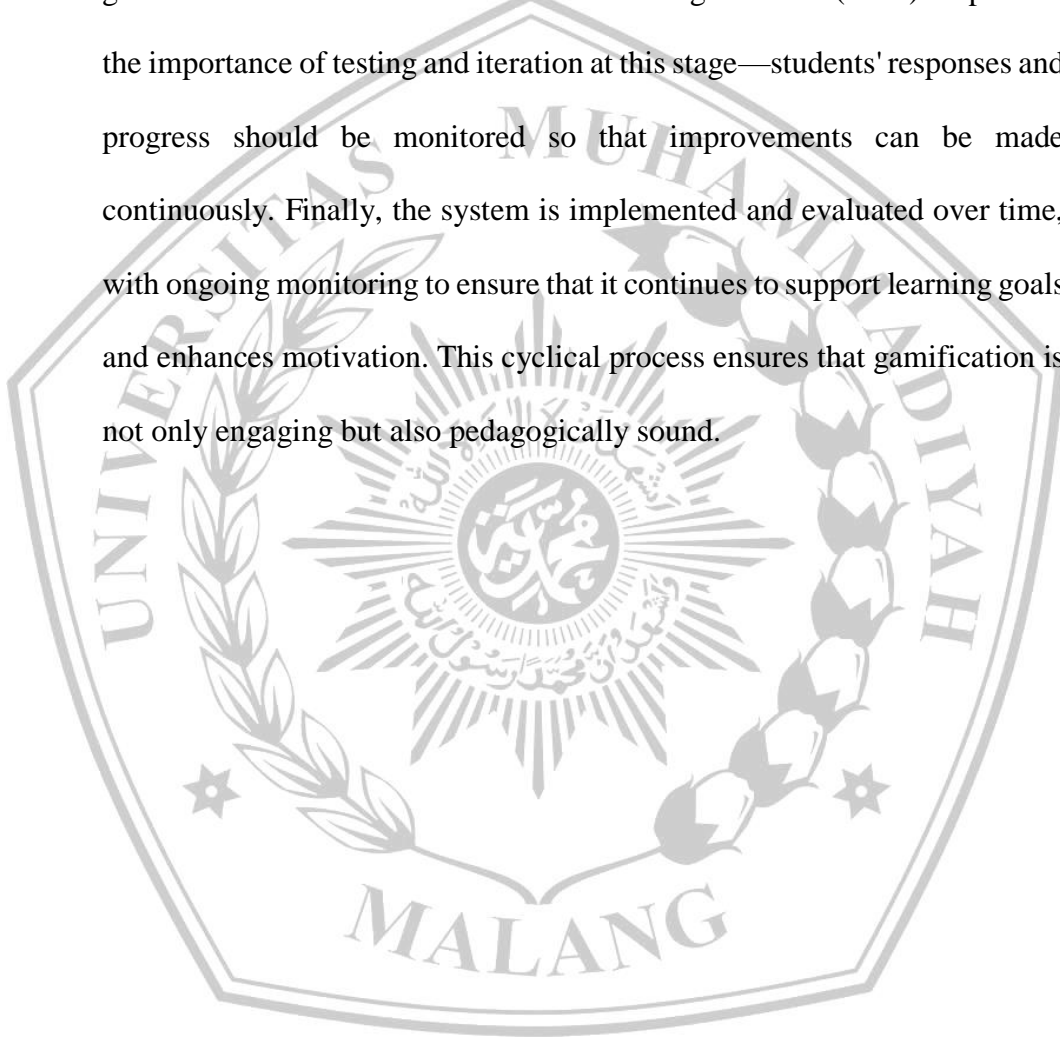 the importance of testing and iteration at this stage—students' responses and
progress should be monitored so that improvements can be made
continuously. Finally, the system is implemented and evaluated over time,
with ongoing monitoring to ensure that it continues to support learning goals
and enhances motivation. This cyclical process ensures that gamification is
not only engaging but also pedagogically sound.
UNIVERSITAS MUHAMMADIYAH
MALANG